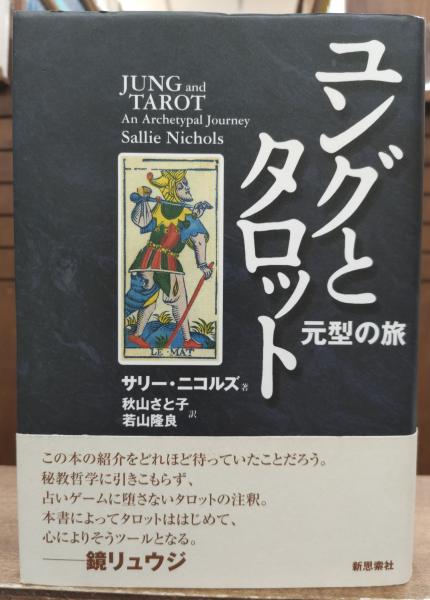 JUNG and
TAROT
An Archetypal Journey
Sallie Nichols
ユングと
タロット
元型の旅
LE·MAT
サリー・ニコルズ 著
秋山さと子
若山隆良 訳
この本の紹介をどれほど待っていたことだろう。
秘教哲学に引きこもらず、
占いゲームに堕さないタロットの注釈。
本書によってタロットははじめて、
心によりそうツールとなる。
――鏡リュウジ
新思索社